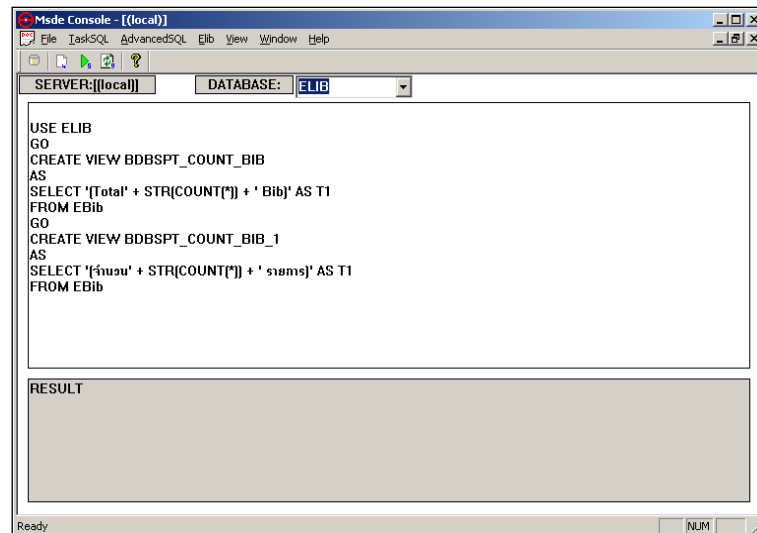 Msde Console - [(local)]
File TaskSQL AdvancedSQL Elib View Window Help
SERVER:[(local)] DATABASE: ELIB
USE ELIB
GO
CREATE VIEW BDBSPT_COUNT_BIB
AS
SELECT '(Total' + STR(COUNT(*)) + ' Bib)' AS T1
FROM EBib
GO
CREATE VIEW BDBSPT_COUNT_BIB_1
AS
SELECT '(จำนวน' + STR(COUNT(*)) + ' รายการ)' AS T1
FROM EBib
RESULT
Ready NUM